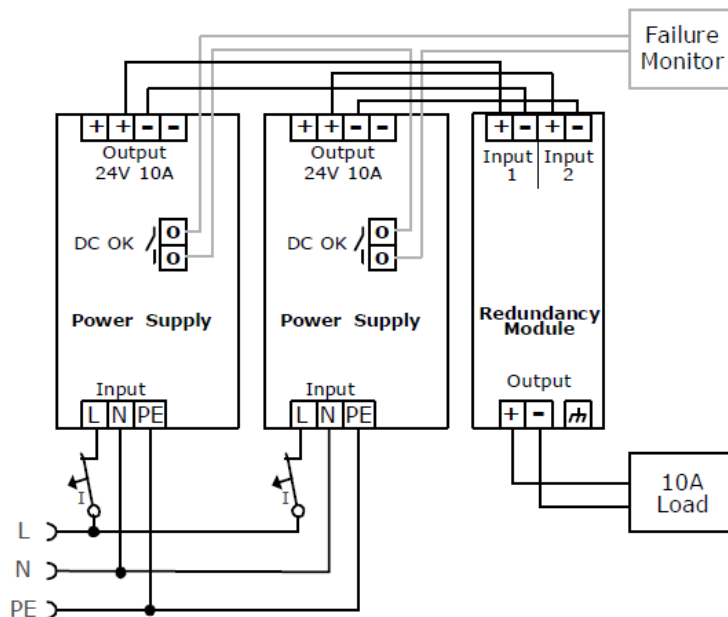 Failure
Monitor
+ + - -
Output
24V 10A
DC OK
O
O
Power Supply
Input
L N PE
I
+ + - -
Output
24V 10A
DC OK
O
O
Power Supply
Input
L N PE
I
+ - + -
Input
1
Input
2
Redundancy
Module
Output
+ -
10A
Load
L
N
PE